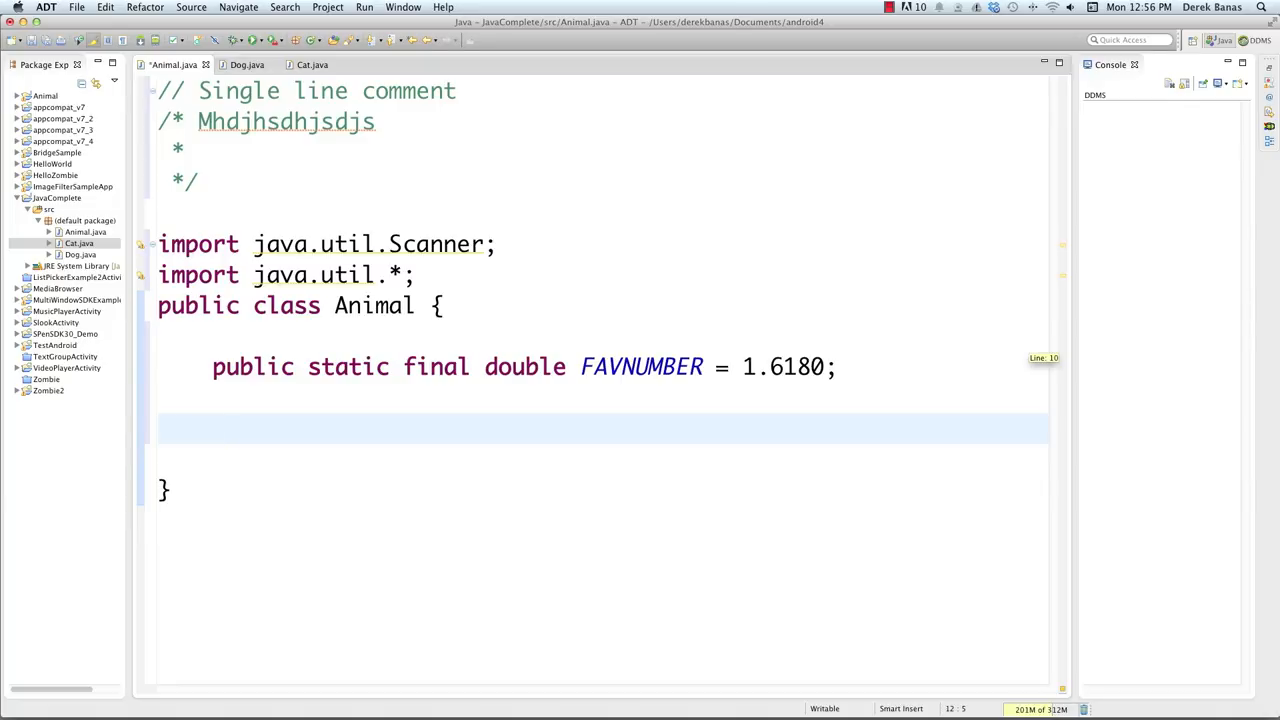 ADT File Edit Refactor Source Navigate Search Project Run Window Help 10 Mon 12:56 PM Derek Banas
Java – JavaComplete/src/Animal.java – ADT – /Users/derekbanas/Documents/android4
Quick Access Java DDMS
Package Exp
*Animal.java Dog.java Cat.java
Console
DDMS
Animal
appcompat_v7
appcompat_v7_2
appcompat_v7_3
appcompat_v7_4
BridgeSample
HelloWorld
HelloZombie
ImageFilterSampleApp
JavaComplete
src
(default package)
Animal.java
Cat.java
Dog.java
JRE System Library [Ja
ListPickerExample2Activi
MediaBrowser
MultiWindowSDKExample
MusicPlayerActivity
SlookActivity
SPenSDK30_Demo
TestAndroid
TextGroupActivity
VideoPlayerActivity
Zombie
Zombie2
// Single line comment
/* Mhdjhsdhjsdjs
*
*/
import java.util.Scanner;
import java.util.*;
public class Animal {
public static final double FAVNUMBER = 1.6180;
}
Line: 10
Writable Smart Insert 12 : 5 201M of 312M